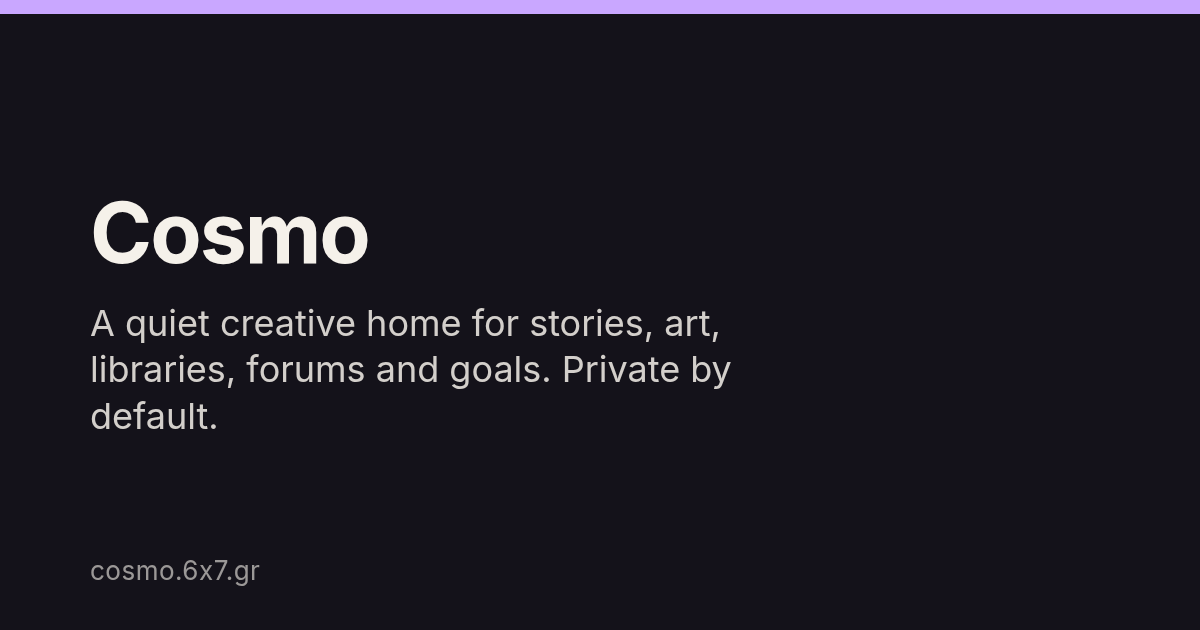 Cosmo
A quiet creative home for stories, art,
libraries, forums and goals. Private by
default.
cosmo.6x7.gr